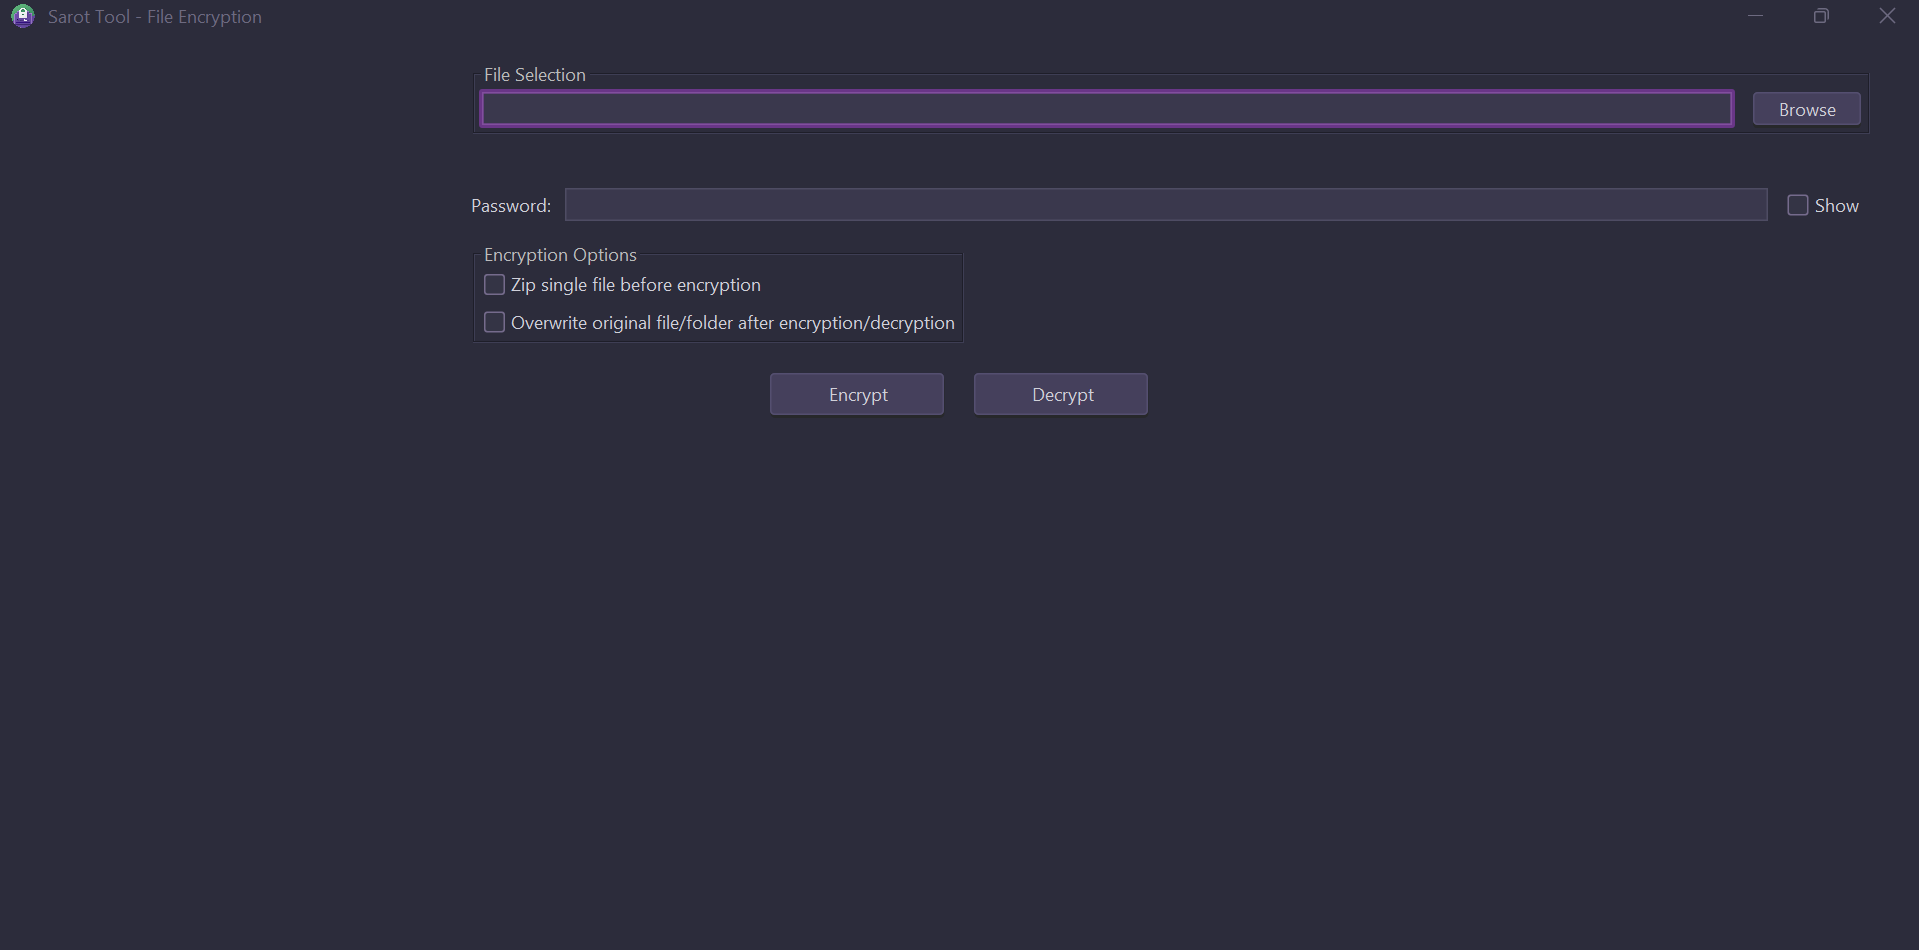 Sarot Tool - File Encryption
File Selection
Browse
Password:
Show
Encryption Options
Zip single file before encryption
Overwrite original file/folder after encryption/decryption
Encrypt
Decrypt